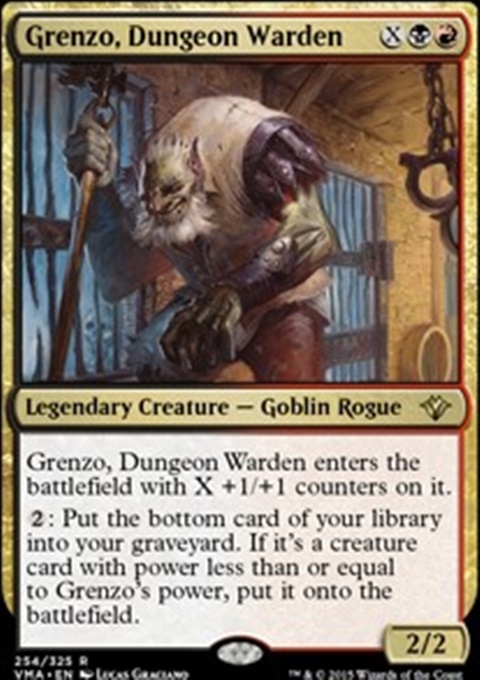 Grenzo, Dungeon Warden X
Legendary Creature — Goblin Rogue
Grenzo, Dungeon Warden enters the
battlefield with X +1/+1 counters on it.
2: Put the bottom card of your library
into your graveyard. If it's a creature
card with power less than or equal
to Grenzo's power, put it onto the
battlefield.
2/2
254/325 R
VMA • EN Lucas Graciano
™ & © 2015 Wizards of the Coast